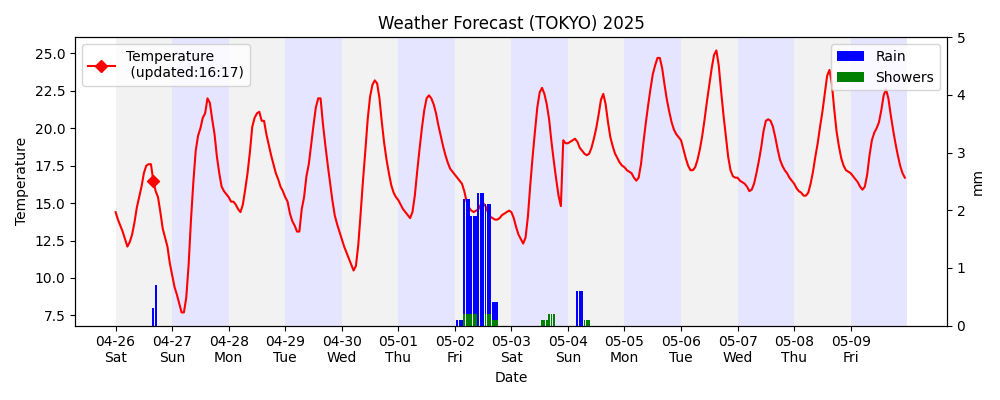 Weather Forecast (TOKYO) 2025
Temperature
(updated:16:17)
Rain
Showers
25.0
22.5
20.0
17.5
15.0
12.5
10.0
7.5
Temperature
5
4
3
2
1
0
mm
04-26 04-27 04-28 04-29 04-30 05-01 05-02 05-03 05-04 05-05 05-06 05-07 05-08 05-09
Sat Sun Mon Tue Wed Thu Fri Sat Sun Mon Tue Wed Thu Fri
Date